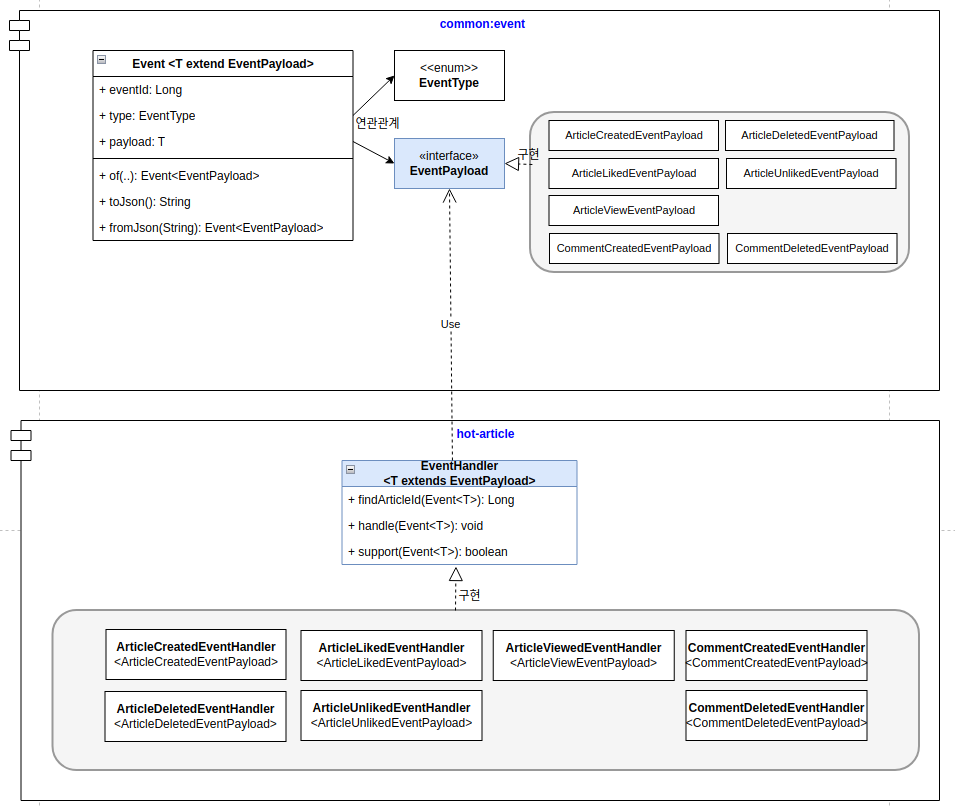 common:event
Event <T extend EventPayload>
+ eventId: Long
+ type: EventType
+ payload: T
+ of(..): Event<EventPayload>
+ toJson(): String
+ fromJson(String): Event<EventPayload>
<<enum>>
EventType
연관관계
«interface»
EventPayload
구현
ArticleCreatedEventPayload
ArticleDeletedEventPayload
ArticleLikedEventPayload
ArticleUnlikedEventPayload
ArticleViewEventPayload
CommentCreatedEventPayload
CommentDeletedEventPayload
Use
hot-article
EventHandler
<T extends EventPayload>
+ findArticleId(Event<T>): Long
+ handle(Event<T>): void
+ support(Event<T>): boolean
구현
ArticleCreatedEventHandler
<ArticleCreatedEventPayload>
ArticleLikedEventHandler
<ArticleLikedEventPayload>
ArticleViewedEventHandler
<ArticleViewEventPayload>
CommentCreatedEventHandler
<CommentCreatedEventPayload>
ArticleDeletedEventHandler
<ArticleDeletedEventPayload>
ArticleUnlikedEventHandler
<ArticleUnlikedEventPayload>
CommentDeletedEventHandler
<CommentDeletedEventPayload>